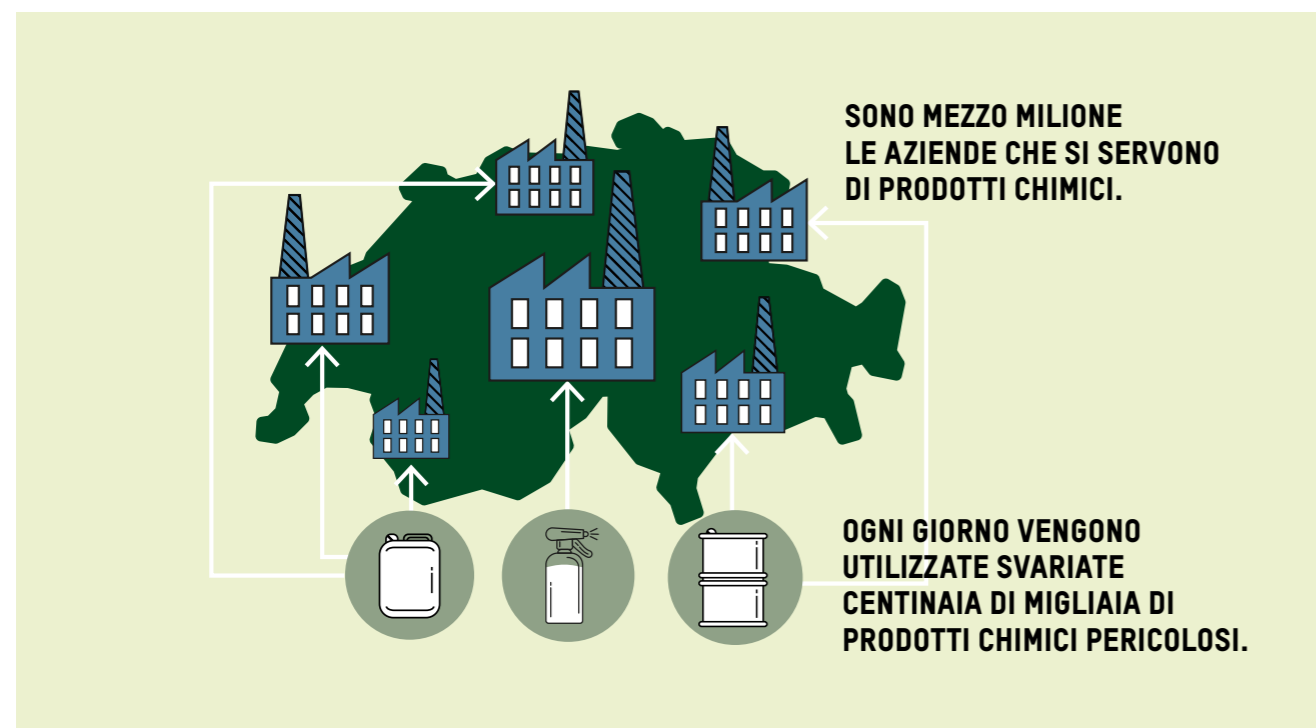 SONO MEZZO MILIONE
LE AZIENDE CHE SI SERVONO
DI PRODOTTI CHIMICI.
OGNI GIORNO VENGONO
UTILIZZATE SVARIATE
CENTINAIA DI MIGLIAIA DI
PRODOTTI CHIMICI PERICOLOSI.